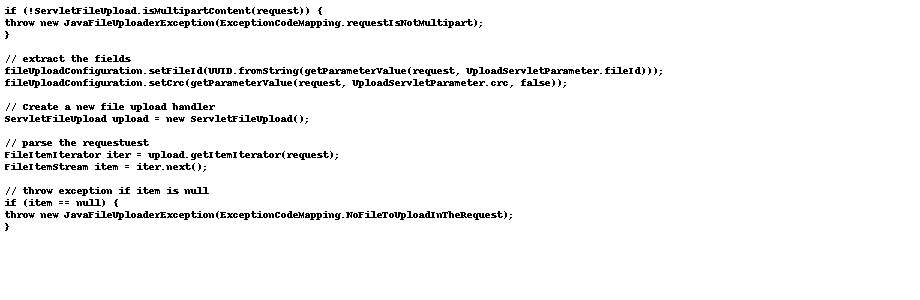 if (!ServletFileUpload.isMultipartContent(request)) {
throw new JavaFileUploaderException(ExceptionCodeMapping.requestIsNotMultipart);
}
// extract the fields
fileUploadConfiguration.setFileId(UUID.fromString(getParameterValue(request, UploadServletParameter.fileId)));
fileUploadConfiguration.setCrc(getParameterValue(request, UploadServletParameter.crc, false));
// Create a new file upload handler
ServletFileUpload upload = new ServletFileUpload();
// parse the requestuest
FileItemIterator iter = upload.getItemIterator(request);
FileItemStream item = iter.next();
// throw exception if item is null
if (item == null) {
throw new JavaFileUploaderException(ExceptionCodeMapping.NoFileToUploadInTheRequest);
}